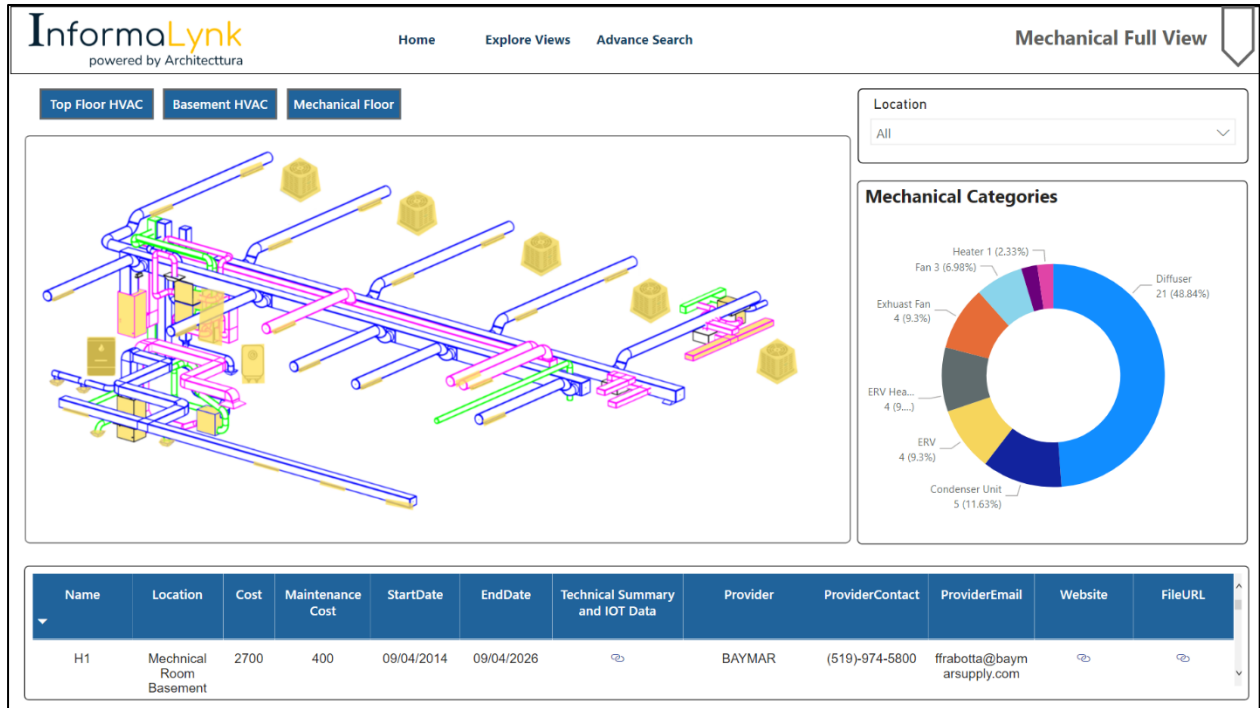 InformaLynk
powered by Architecttura
Home
Explore Views
Advance Search
Mechanical Full View
Top Floor HVAC
Basement HVAC
Mechanical Floor
Location
All
Mechanical Categories
Heater 1 (2.33%)
Fan 3 (6.98%)
Exhuast Fan
4 (9.3%)
ERV Hea...
4 (9....)
ERV
4 (9.3%)
Condenser Unit
5 (11.63%)
Diffuser
21 (48.84%)
Name
Location
Cost
Maintenance
Cost
StartDate
EndDate
Technical Summary
and IOT Data
Provider
ProviderContact
ProviderEmail
Website
FileURL
H1
Mechnical
Room
Basement
2700
400
09/04/2014
09/04/2026
BAYMAR
(519)-974-5800
ffrabotta@baym
arsupply.com